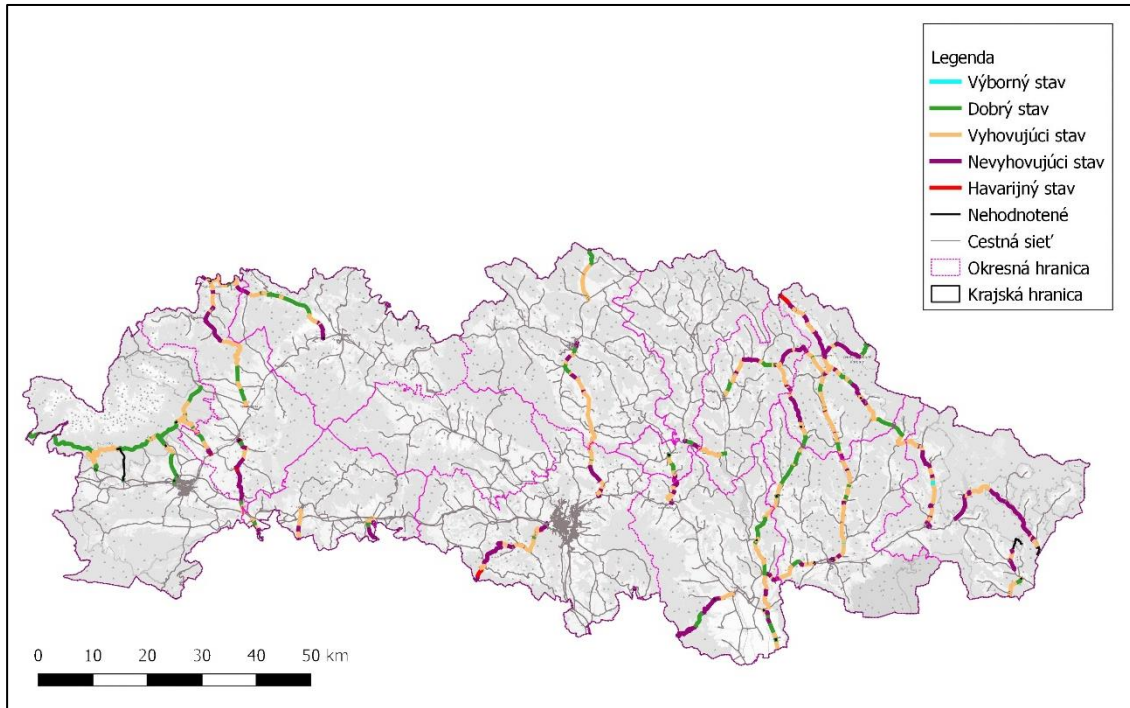 Legenda
Výborný stav
Dobrý stav
Vyhovujúci stav
Nevyhovujúci stav
Havarijný stav
Nehodnotené
Cestná sieť
Okresná hranica
Krajská hranica
0 10 20 30 40 50 km